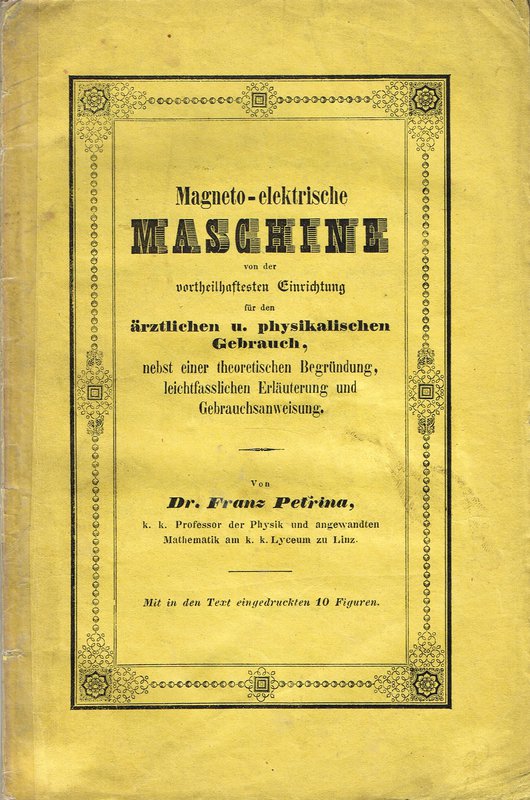 Magneto-elektrische
MASCHINE
von der
vortheilhaftesten Einrichtung
für den
ärztlichen u. physikalischen
Gebrauch,
nebst einer theoretischen Begründung,
leichtfasslichen Erläuterung und
Gebrauchsanweisung.
Von
Dr. Franz Petřina,
k. k. Professor der Physik und angewandten
Mathematik am k. k. Lyceum zu Linz.
Mit in den Text eingedruckten 10 Figuren.